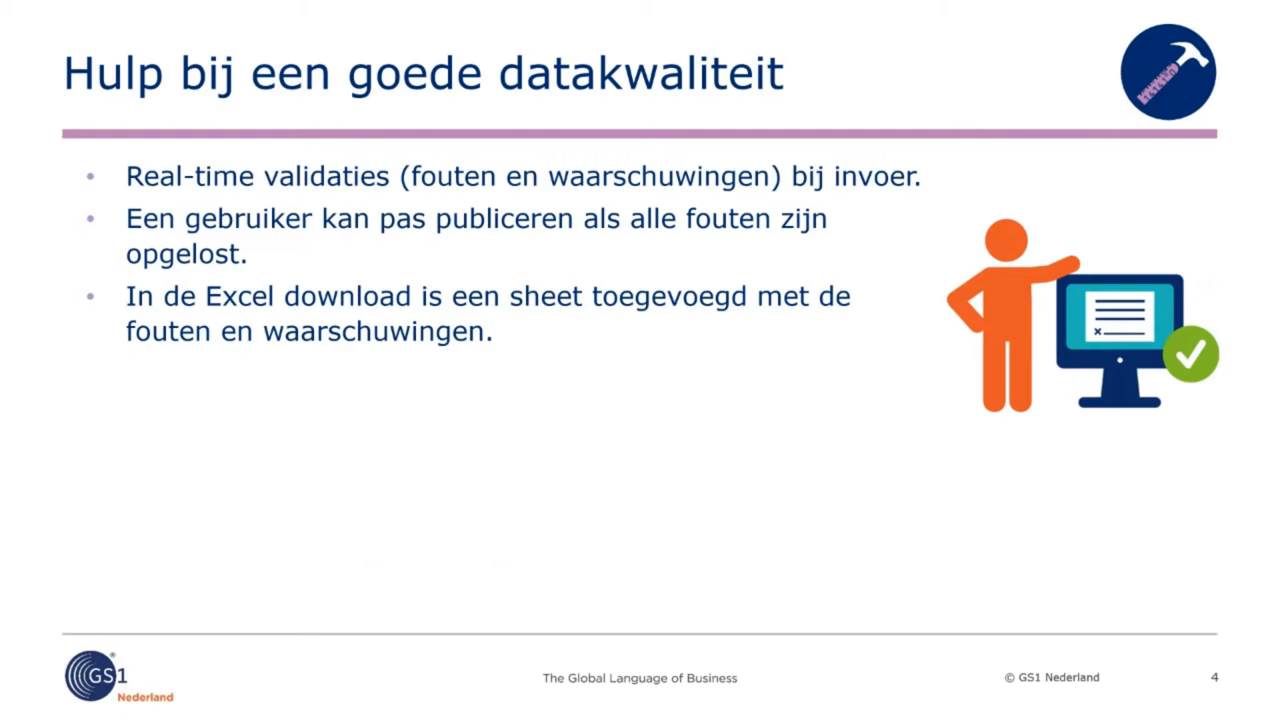 Hulp bij een goede datakwaliteit
• Real-time validaties (fouten en waarschuwingen) bij invoer.
• Een gebruiker kan pas publiceren als alle fouten zijn
opgelost.
• In de Excel download is een sheet toegevoegd met de
fouten en waarschuwingen.
GS1 ®
Nederland
The Global Language of Business
© GS1 Nederland
4